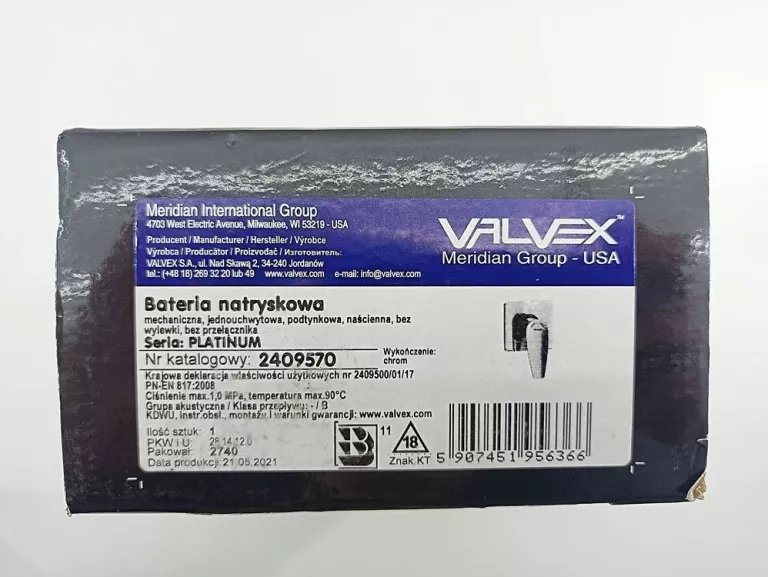 Meridian International Group
4703 West Electric Avenue, Milwaukee, WI 53219 - USA
Producent / Manufacturer / Hersteller / Výrobce
Výrobca / Producător / Proizvođač / Изготовитель:
VALVEX S.A., ul. Nad Skawą 2, 34-240 Jordanów
tel.: (+48 18) 269 32 20 lub 49 www.valvex.com e-mail: info@valvex.com
VALVEX™
Meridian Group - USA
Bateria natryskowa
mechaniczna, jednouchwytowa, podtynkowa, naścienna, bez
wylewki, bez przełącznika
Seria: PLATINUM
Nr katalogowy: 2409570
Wykończenie:
chrom
Krajowa deklaracja właściwości użytkowych nr 2409500/01/17
PN-EN 817:2008
Ciśnienie max.1,0 MPa, temperatura max.90°C
Grupa akustyczna / Klasa przepływu: - / B
KDWU, instr.obsł., montażu i warunki gwarancji: www.valvex.com
Ilość sztuk: 1
PKW i U: 28.14.12.0
Pakował: 2740
Data produkcji: 21.05.2021
B 11
18
Znak.KT
5 907451 956366